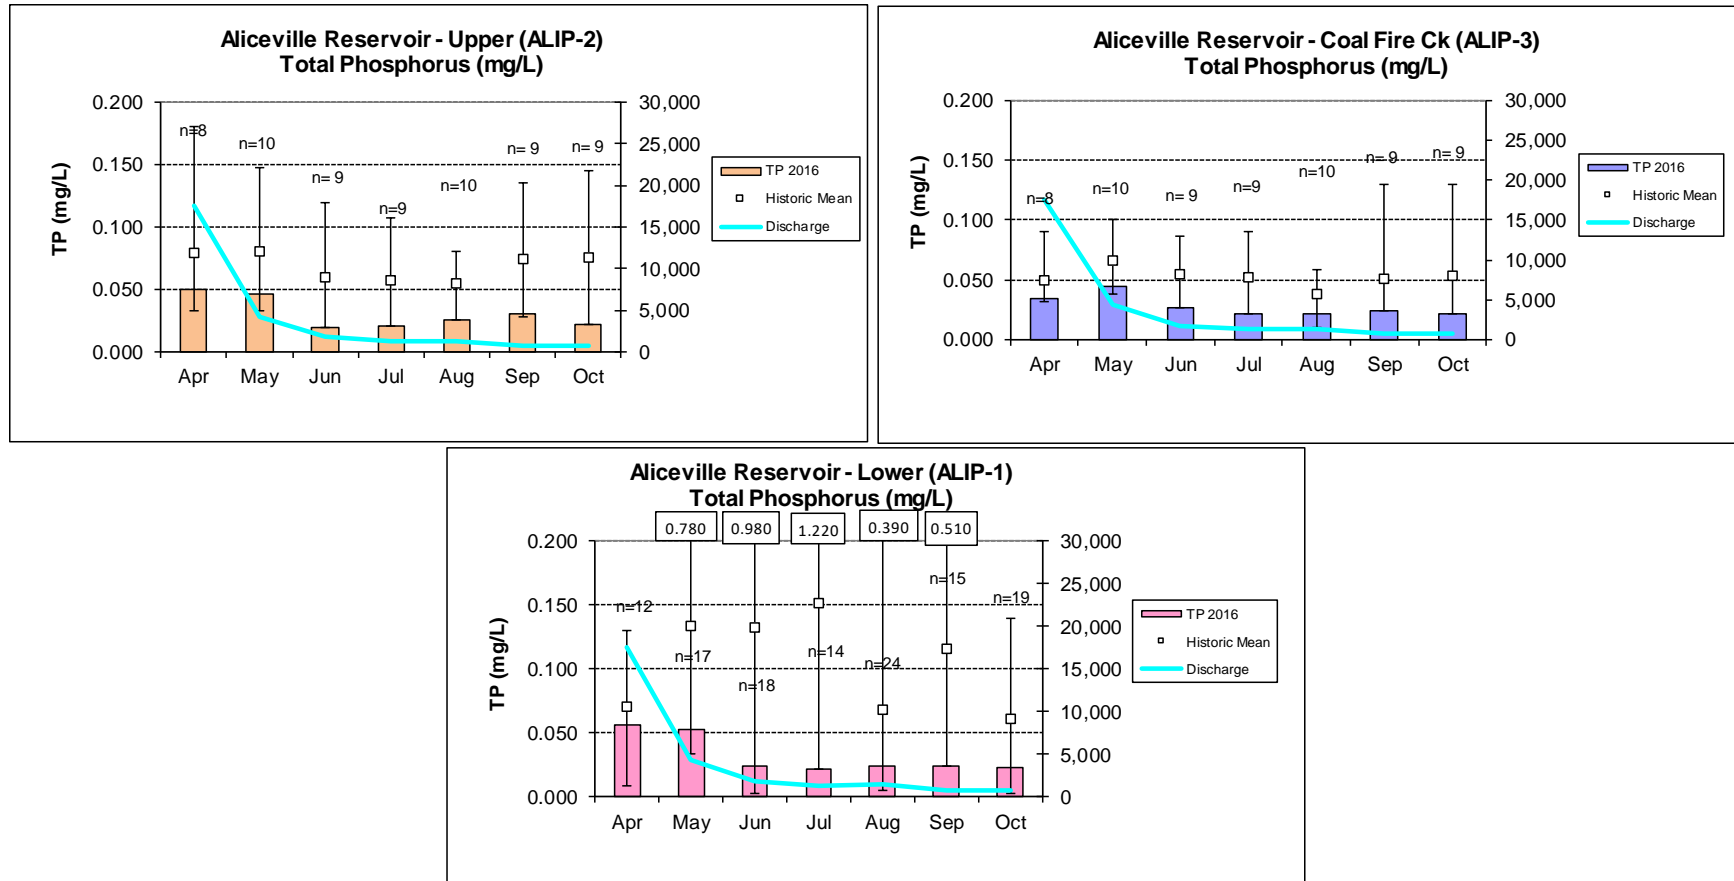 Aliceville Reservoir - Upper (ALIP-2)
Total Phosphorus (mg/L)
TP (mg/L)
0.200
0.150
0.100
0.050
0.000
30,000
25,000
20,000
15,000
10,000
5,000
0
n=8
n=10
n= 9
n=9
n=10
n= 9
n= 9
Apr May Jun Jul Aug Sep Oct
TP 2016
Historic Mean
Discharge
Aliceville Reservoir - Coal Fire Ck (ALIP-3)
Total Phosphorus (mg/L)
TP (mg/L)
0.200
0.150
0.100
0.050
0.000
30,000
25,000
20,000
15,000
10,000
5,000
0
n=8
n=10
n= 9
n=9
n=10
n= 9
n= 9
Apr May Jun Jul Aug Sep Oct
TP 2016
Historic Mean
Discharge
Aliceville Reservoir - Lower (ALIP-1)
Total Phosphorus (mg/L)
0.780 0.980 1.220 0.390 0.510
TP (mg/L)
0.200
0.150
0.100
0.050
0.000
30,000
25,000
20,000
15,000
10,000
5,000
0
n=12
n=17
n=18
n=14
n=24
n=15
n=19
Apr May Jun Jul Aug Sep Oct
TP 2016
Historic Mean
Discharge